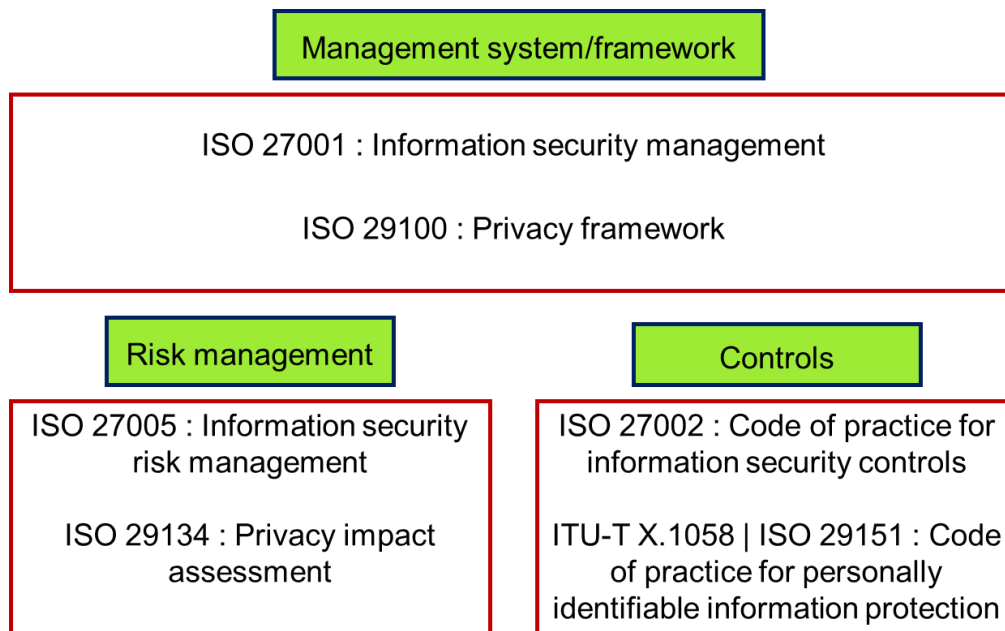 Management system/framework
ISO 27001 : Information security management
ISO 29100 : Privacy framework
Risk management
ISO 27005 : Information security
risk management
ISO 29134 : Privacy impact
assessment
Controls
ISO 27002 : Code of practice for
information security controls
ITU-T X.1058 | ISO 29151 : Code
of practice for personally
identifiable information protection